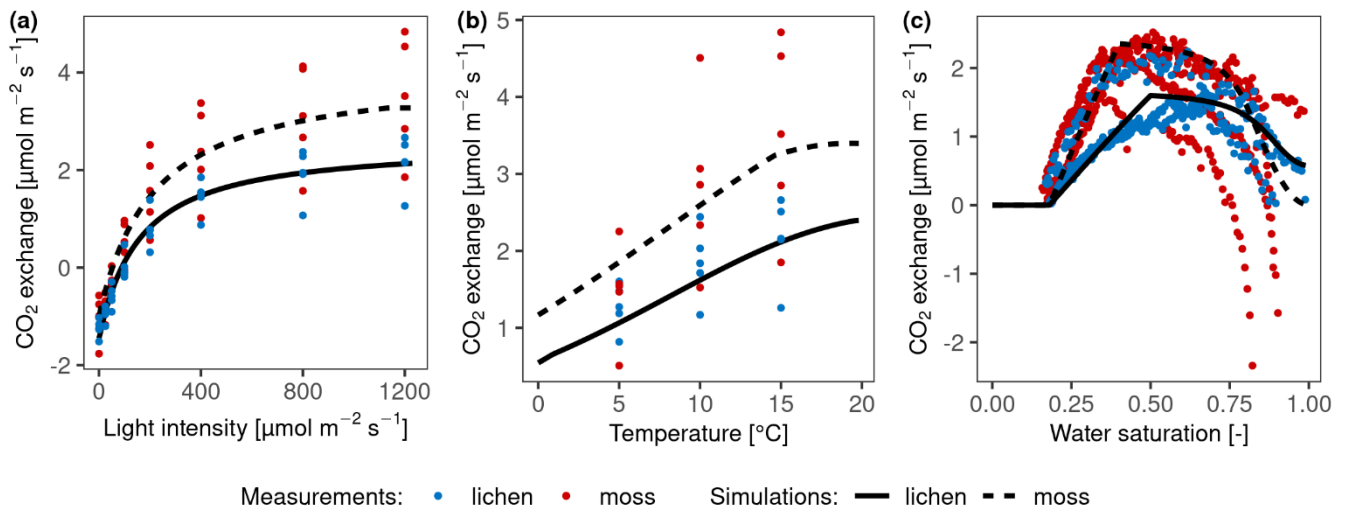 (a)
CO₂ exchange [µmol m⁻² s⁻¹]
4
2
0
-2
0
400
800
1200
Light intensity [µmol m⁻² s⁻¹]
(b)
CO₂ exchange [µmol m⁻² s⁻¹]
5
4
3
2
1
0
5
10
15
20
Temperature [°C]
(c)
CO₂ exchange [µmol m⁻² s⁻¹]
2
1
0
-1
-2
0.00
0.25
0.50
0.75
1.00
Water saturation [-]
Measurements: lichen moss Simulations: lichen moss